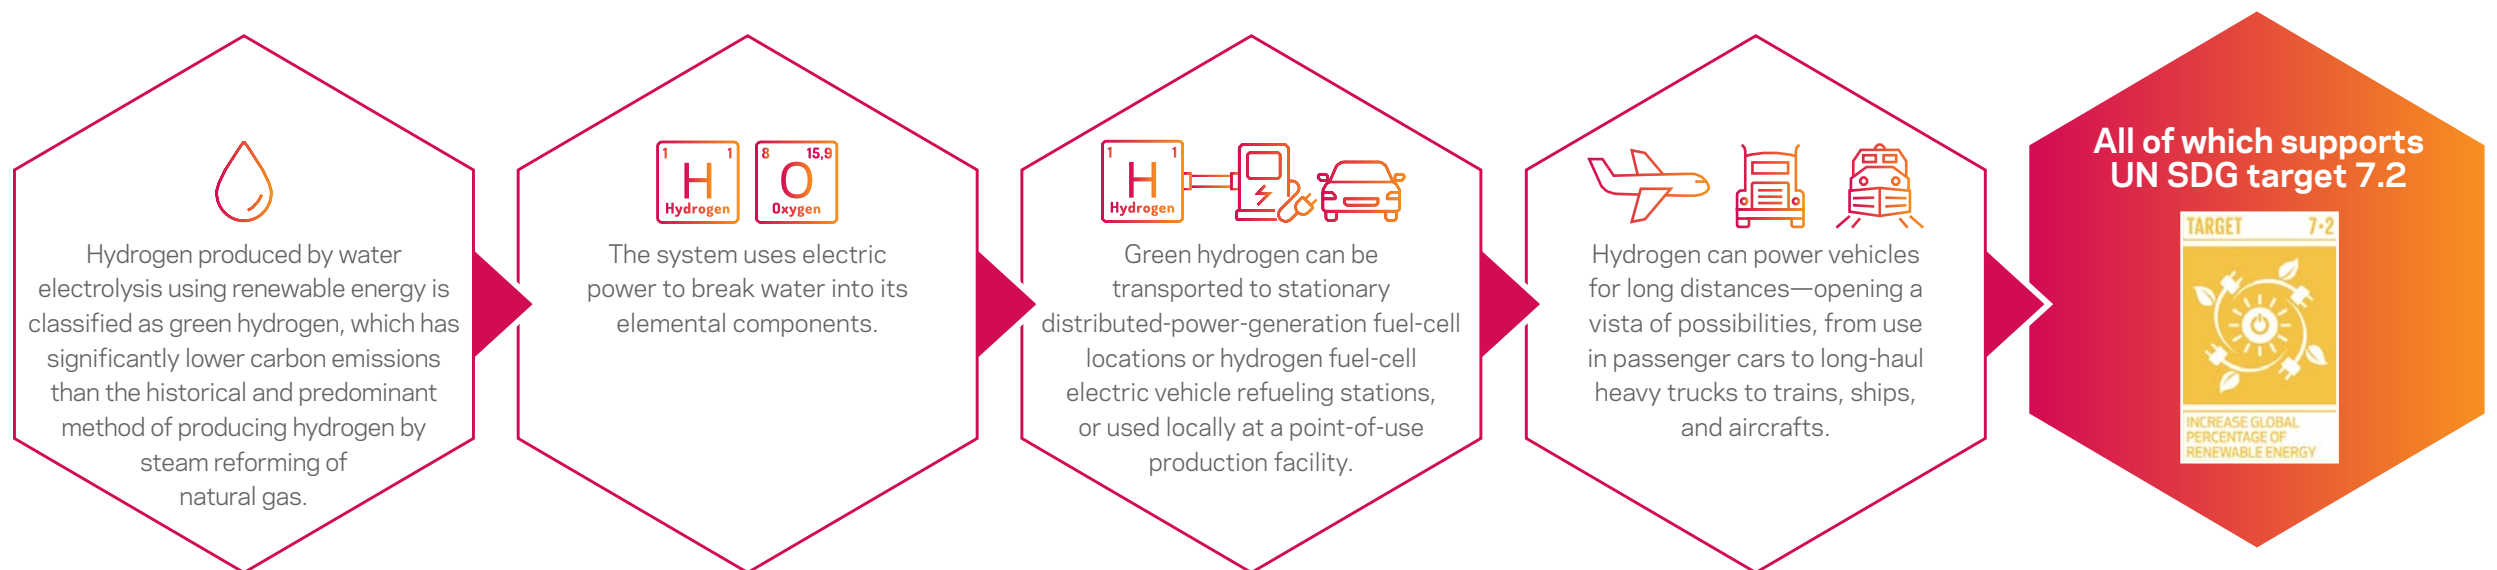 Hydrogen produced by water
electrolysis using renewable energy is
classified as green hydrogen, which has
significantly lower carbon emissions
than the historical and predominant
method of producing hydrogen by
steam reforming of
natural gas.
1 1
H
Hydrogen
8 15,9
O
Oxygen
The system uses electric
power to break water into its
elemental components.
1 1
H
Hydrogen
Green hydrogen can be
transported to stationary
distributed-power-generation fuel-cell
locations or hydrogen fuel-cell
electric vehicle refueling stations,
or used locally at a point-of-use
production facility.
Hydrogen can power vehicles
for long distances—opening a
vista of possibilities, from use
in passenger cars to long-haul
heavy trucks to trains, ships,
and aircrafts.
All of which supports
UN SDG target 7.2
TARGET 7·2
INCREASE GLOBAL
PERCENTAGE OF
RENEWABLE ENERGY